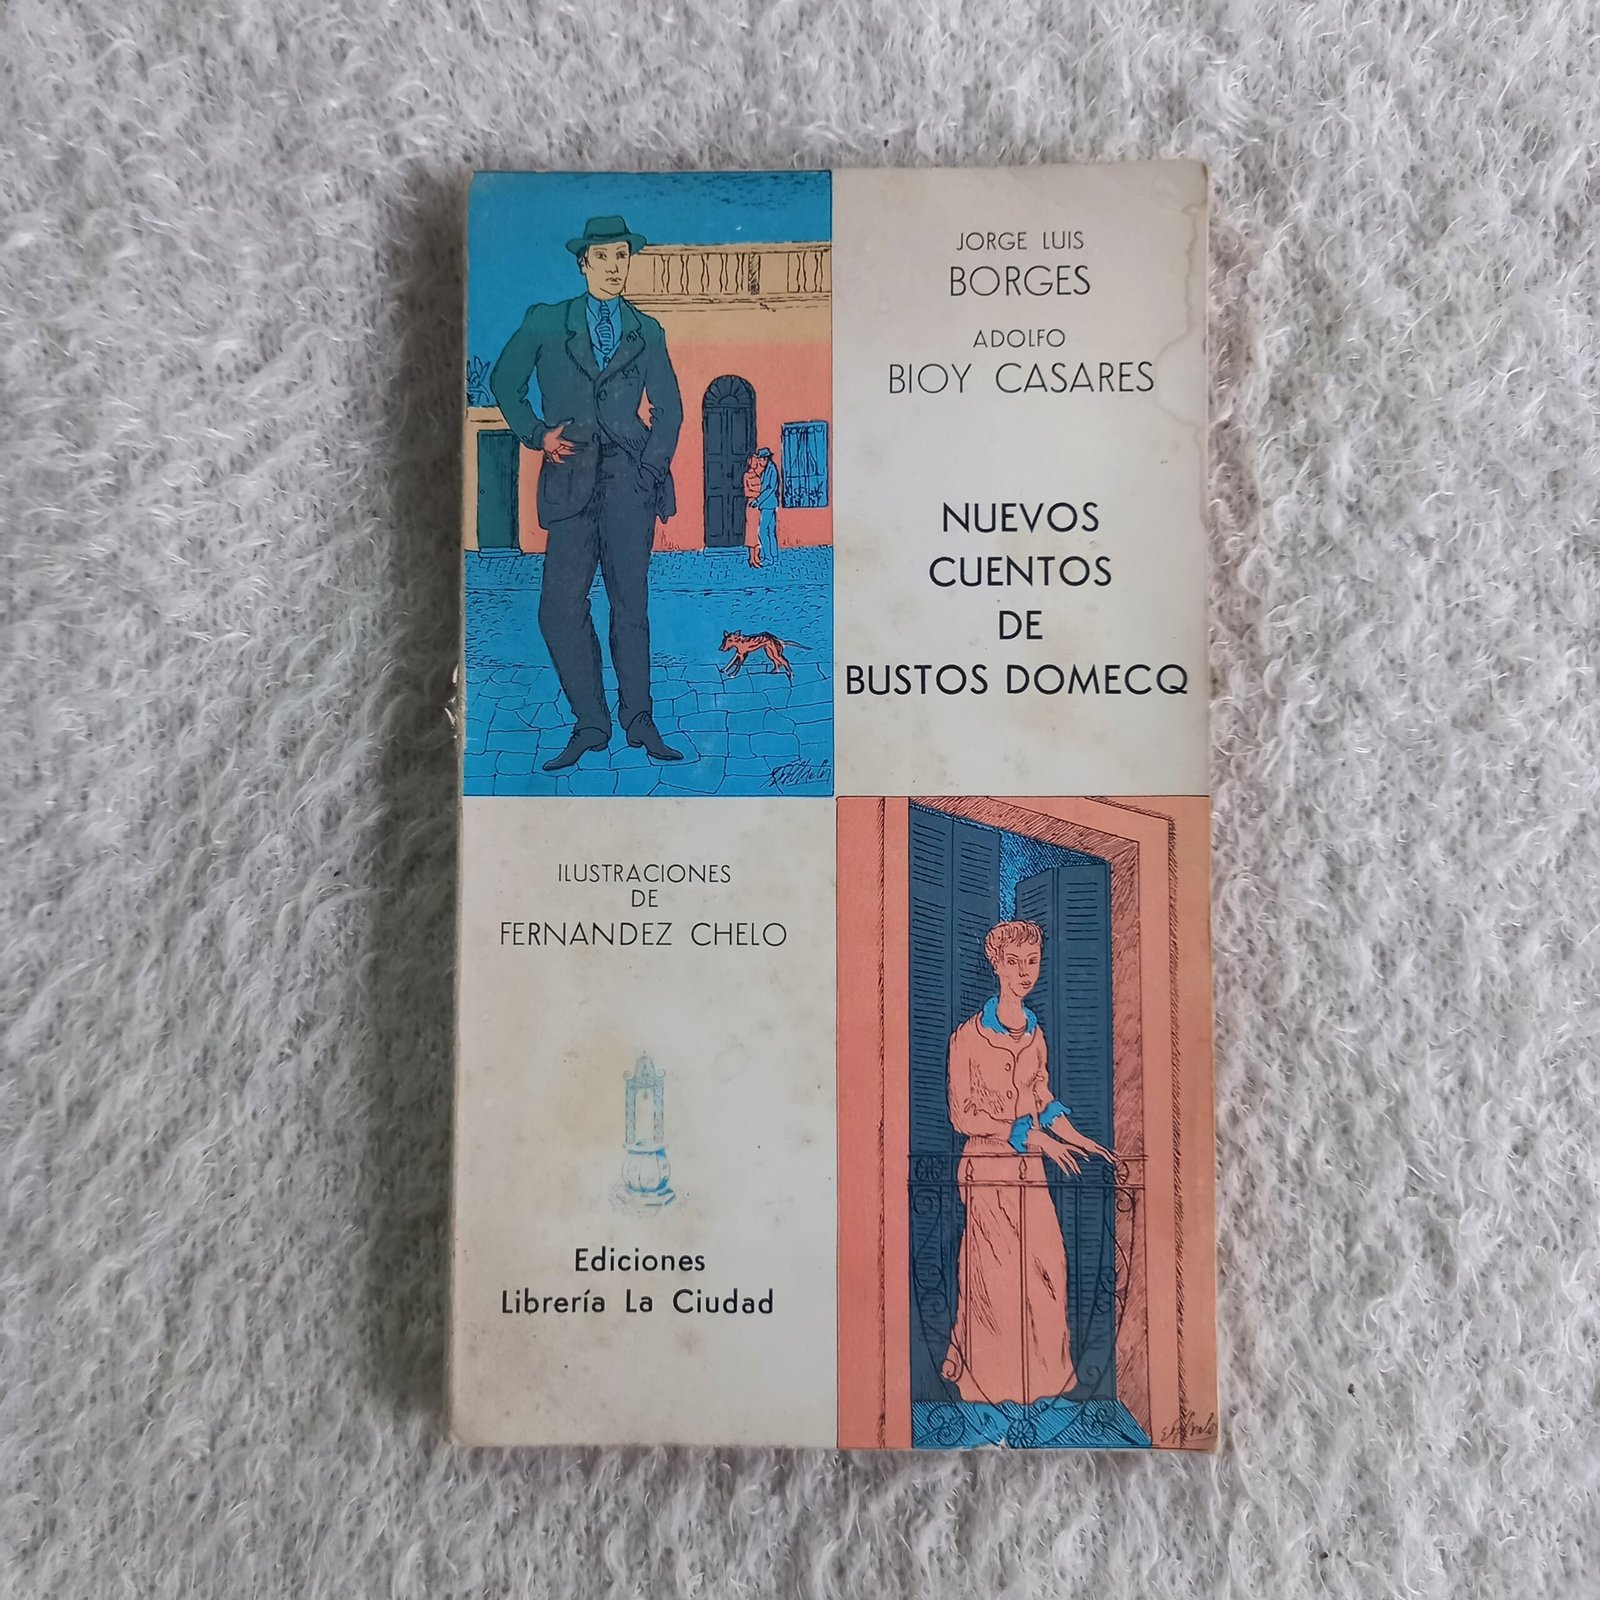 JORGE LUIS
BORGES
ADOLFO
BIOY CASARES
NUEVOS
CUENTOS
DE
BUSTOS DOMECQ
ILUSTRACIONES
DE
FERNANDEZ CHELO
Ediciones
Librería La Ciudad